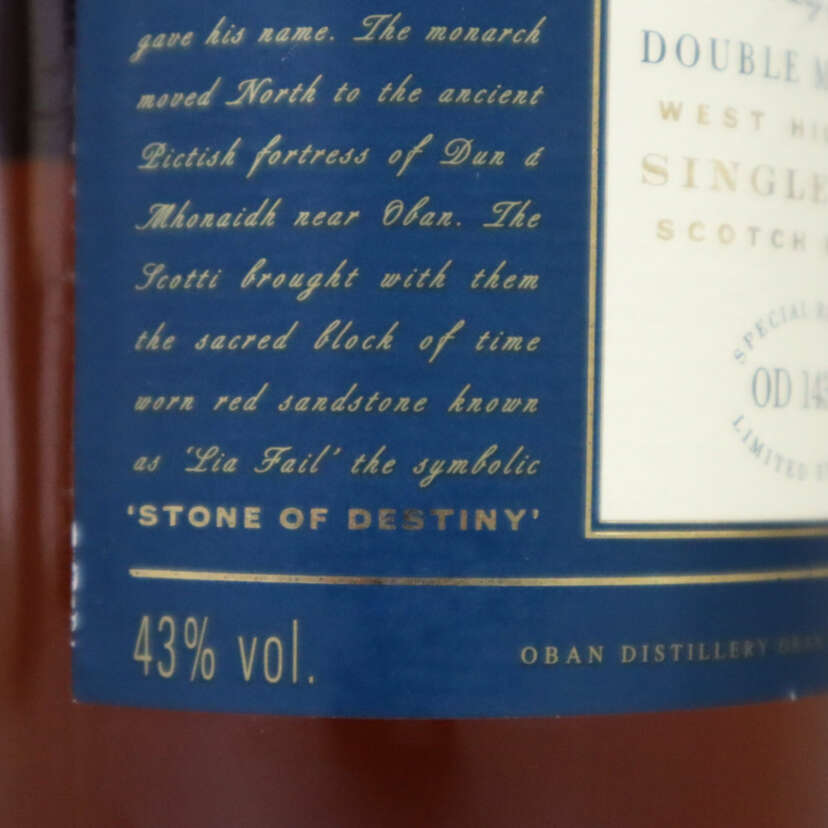 gave his name. The monarch
moved North to the ancient
Pictish fortress of Dun á
Mhonaidh near Oban. The
Scotti brought with them
the sacred block of time
worn red sandstone known
as 'Lia Fail' the symbolic
'STONE OF DESTINY'
43% vol.
OBAN DISTILLERY
DOUBLE
WEST
SINGLE
SCOTCH
SPECIAL
OD
LIMITED